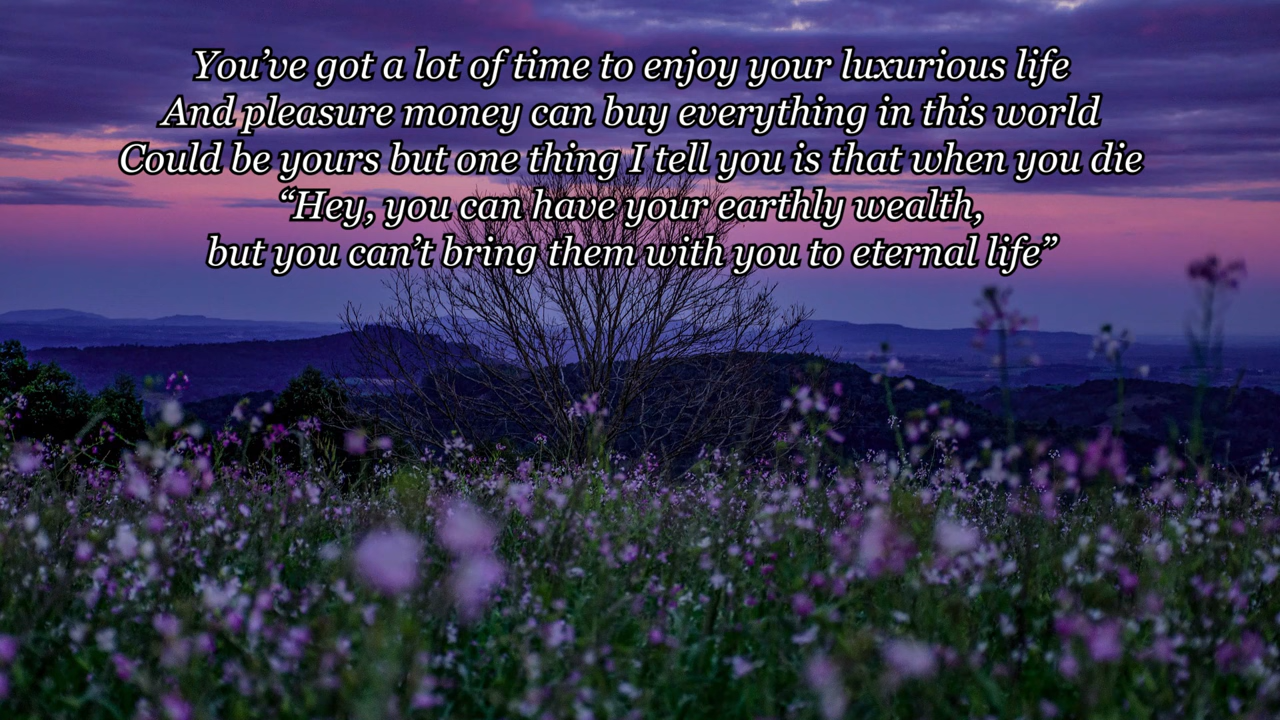 You’ve got a lot of time to enjoy your luxurious life
And pleasure money can buy everything in this world
Could be yours but one thing I tell you is that when you die
“Hey, you can have your earthly wealth,
but you can’t bring them with you to eternal life”